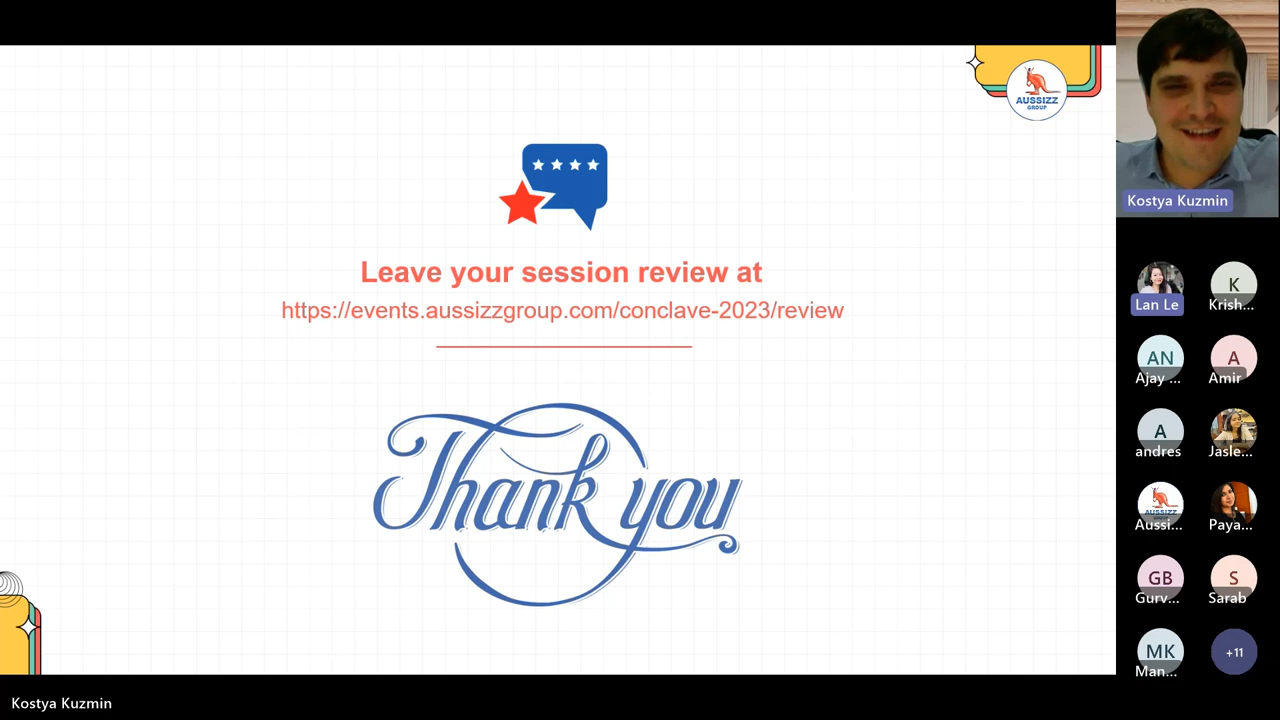 AUSSIZZ
GROUP
Leave your session review at
https://events.aussizzgroup.com/conclave-2023/review
Thank you
Kostya Kuzmin
Lan Le
K
Krish...
AN
Ajay ...
A
Amir
A
andres
Jasle...
AUSSIZZ
Aussi...
Paya...
GB
Gurv...
S
Sarab
MK
Man...
+11
Kostya Kuzmin